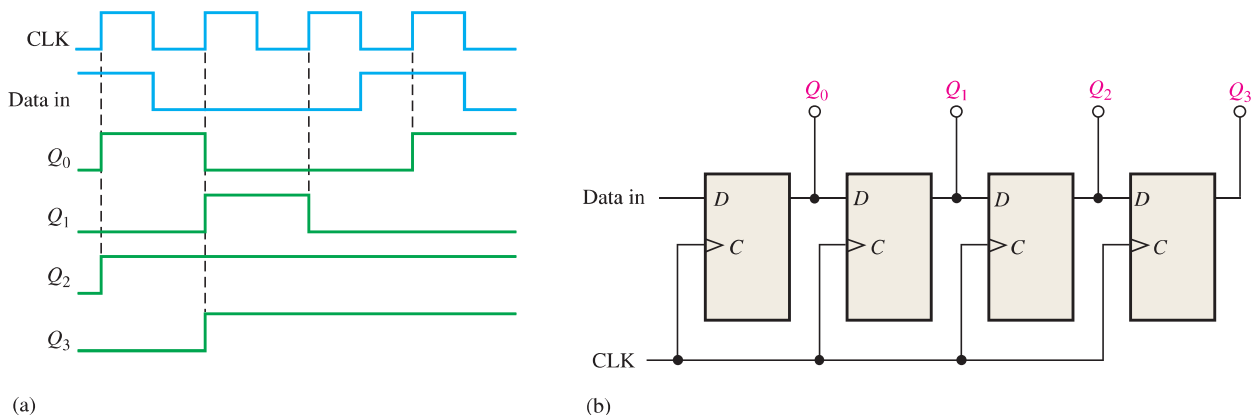 CLK
Data in
Q0
Q1
Q2
Q3
(a)
Q0 Q1 Q2 Q3
Data in
D D D D
C C C C
CLK
(b)